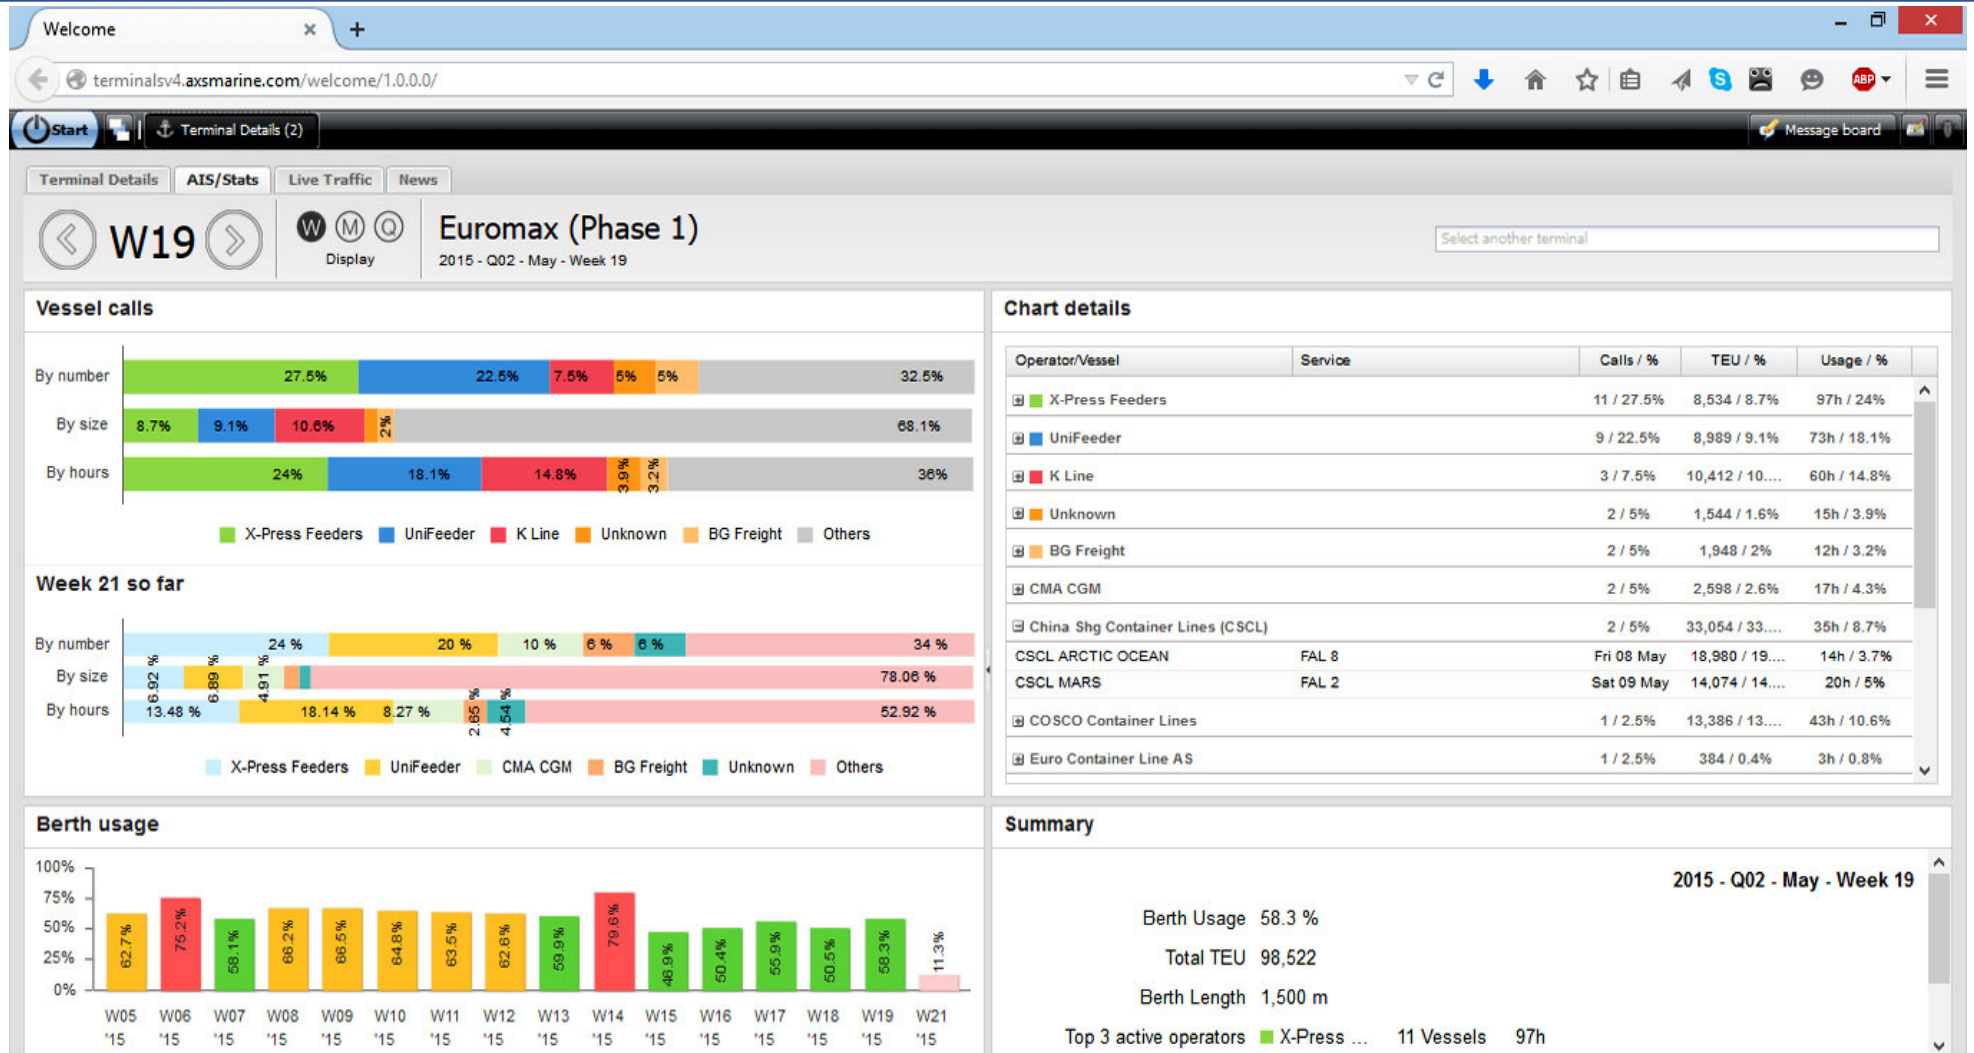 Welcome
terminalsv4.axsmarine.com/welcome/1.0.0.0/
S ABP
Start Terminal Details (2) Message board
Terminal Details AIS/Stats Live Traffic News
W19 W M Q Euromax (Phase 1) Select another terminal
Display 2015 - Q02 - May - Week 19
Vessel calls
By number 27.5% 22.5% 7.5% 5% 5% 32.5%
By size 8.7% 9.1% 10.6% 2% 68.1%
By hours 24% 18.1% 14.8% 3.9% 3.2% 36%
X-Press Feeders UniFeeder K Line Unknown BG Freight Others
Week 21 so far
By number 24 % 20 % 10 % 6 % 6 % 34 %
By size 6.92 % 6.89 % 4.91 % 78.06 %
By hours 13.48 % 18.14 % 8.27 % 2.65 % 4.54 % 52.92 %
X-Press Feeders UniFeeder CMA CGM BG Freight Unknown Others
Chart details
Operator/Vessel Service Calls / % TEU / % Usage / %
X-Press Feeders 11 / 27.5% 8,534 / 8.7% 97h / 24%
UniFeeder 9 / 22.5% 8,989 / 9.1% 73h / 18.1%
K Line 3 / 7.5% 10,412 / 10.... 60h / 14.8%
Unknown 2 / 5% 1,544 / 1.6% 15h / 3.9%
BG Freight 2 / 5% 1,948 / 2% 12h / 3.2%
CMA CGM 2 / 5% 2,598 / 2.6% 17h / 4.3%
China Shg Container Lines (CSCL) 2 / 5% 33,054 / 33.... 35h / 8.7%
CSCL ARCTIC OCEAN FAL 8 Fri 08 May 18,980 / 19.... 14h / 3.7%
CSCL MARS FAL 2 Sat 09 May 14,074 / 14.... 20h / 5%
COSCO Container Lines 1 / 2.5% 13,386 / 13.... 43h / 10.6%
Euro Container Line AS 1 / 2.5% 384 / 0.4% 3h / 0.8%
Berth usage
100%
75%
50%
25%
0%
62.7% 75.2% 58.1% 66.2% 66.5% 64.8% 63.5% 62.6% 59.9% 79.6% 46.9% 50.4% 55.9% 50.5% 58.3% 11.3%
W05 W06 W07 W08 W09 W10 W11 W12 W13 W14 W15 W16 W17 W18 W19 W21
'15 '15 '15 '15 '15 '15 '15 '15 '15 '15 '15 '15 '15 '15 '15 '15
Summary
2015 - Q02 - May - Week 19
Berth Usage 58.3 %
Total TEU 98,522
Berth Length 1,500 m
Top 3 active operators X-Press ... 11 Vessels 97h